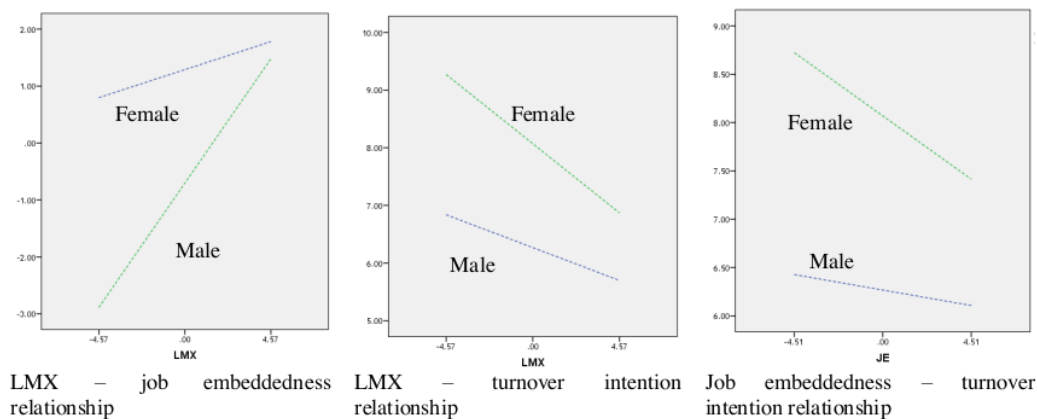 2.00
1.00
.00
-1.00
-2.00
-3.00
Female
Male
-4.57 .00 4.57
LMX
10.00
9.00
8.00
7.00
6.00
5.00
Female
Male
-4.57 .00 4.57
LMX
9.00
8.50
8.00
7.50
7.00
6.50
6.00
Female
Male
-4.51 .00 4.51
JE
LMX – job embeddedness
relationship
LMX – turnover intention
relationship
Job embeddedness – turnover
intention relationship